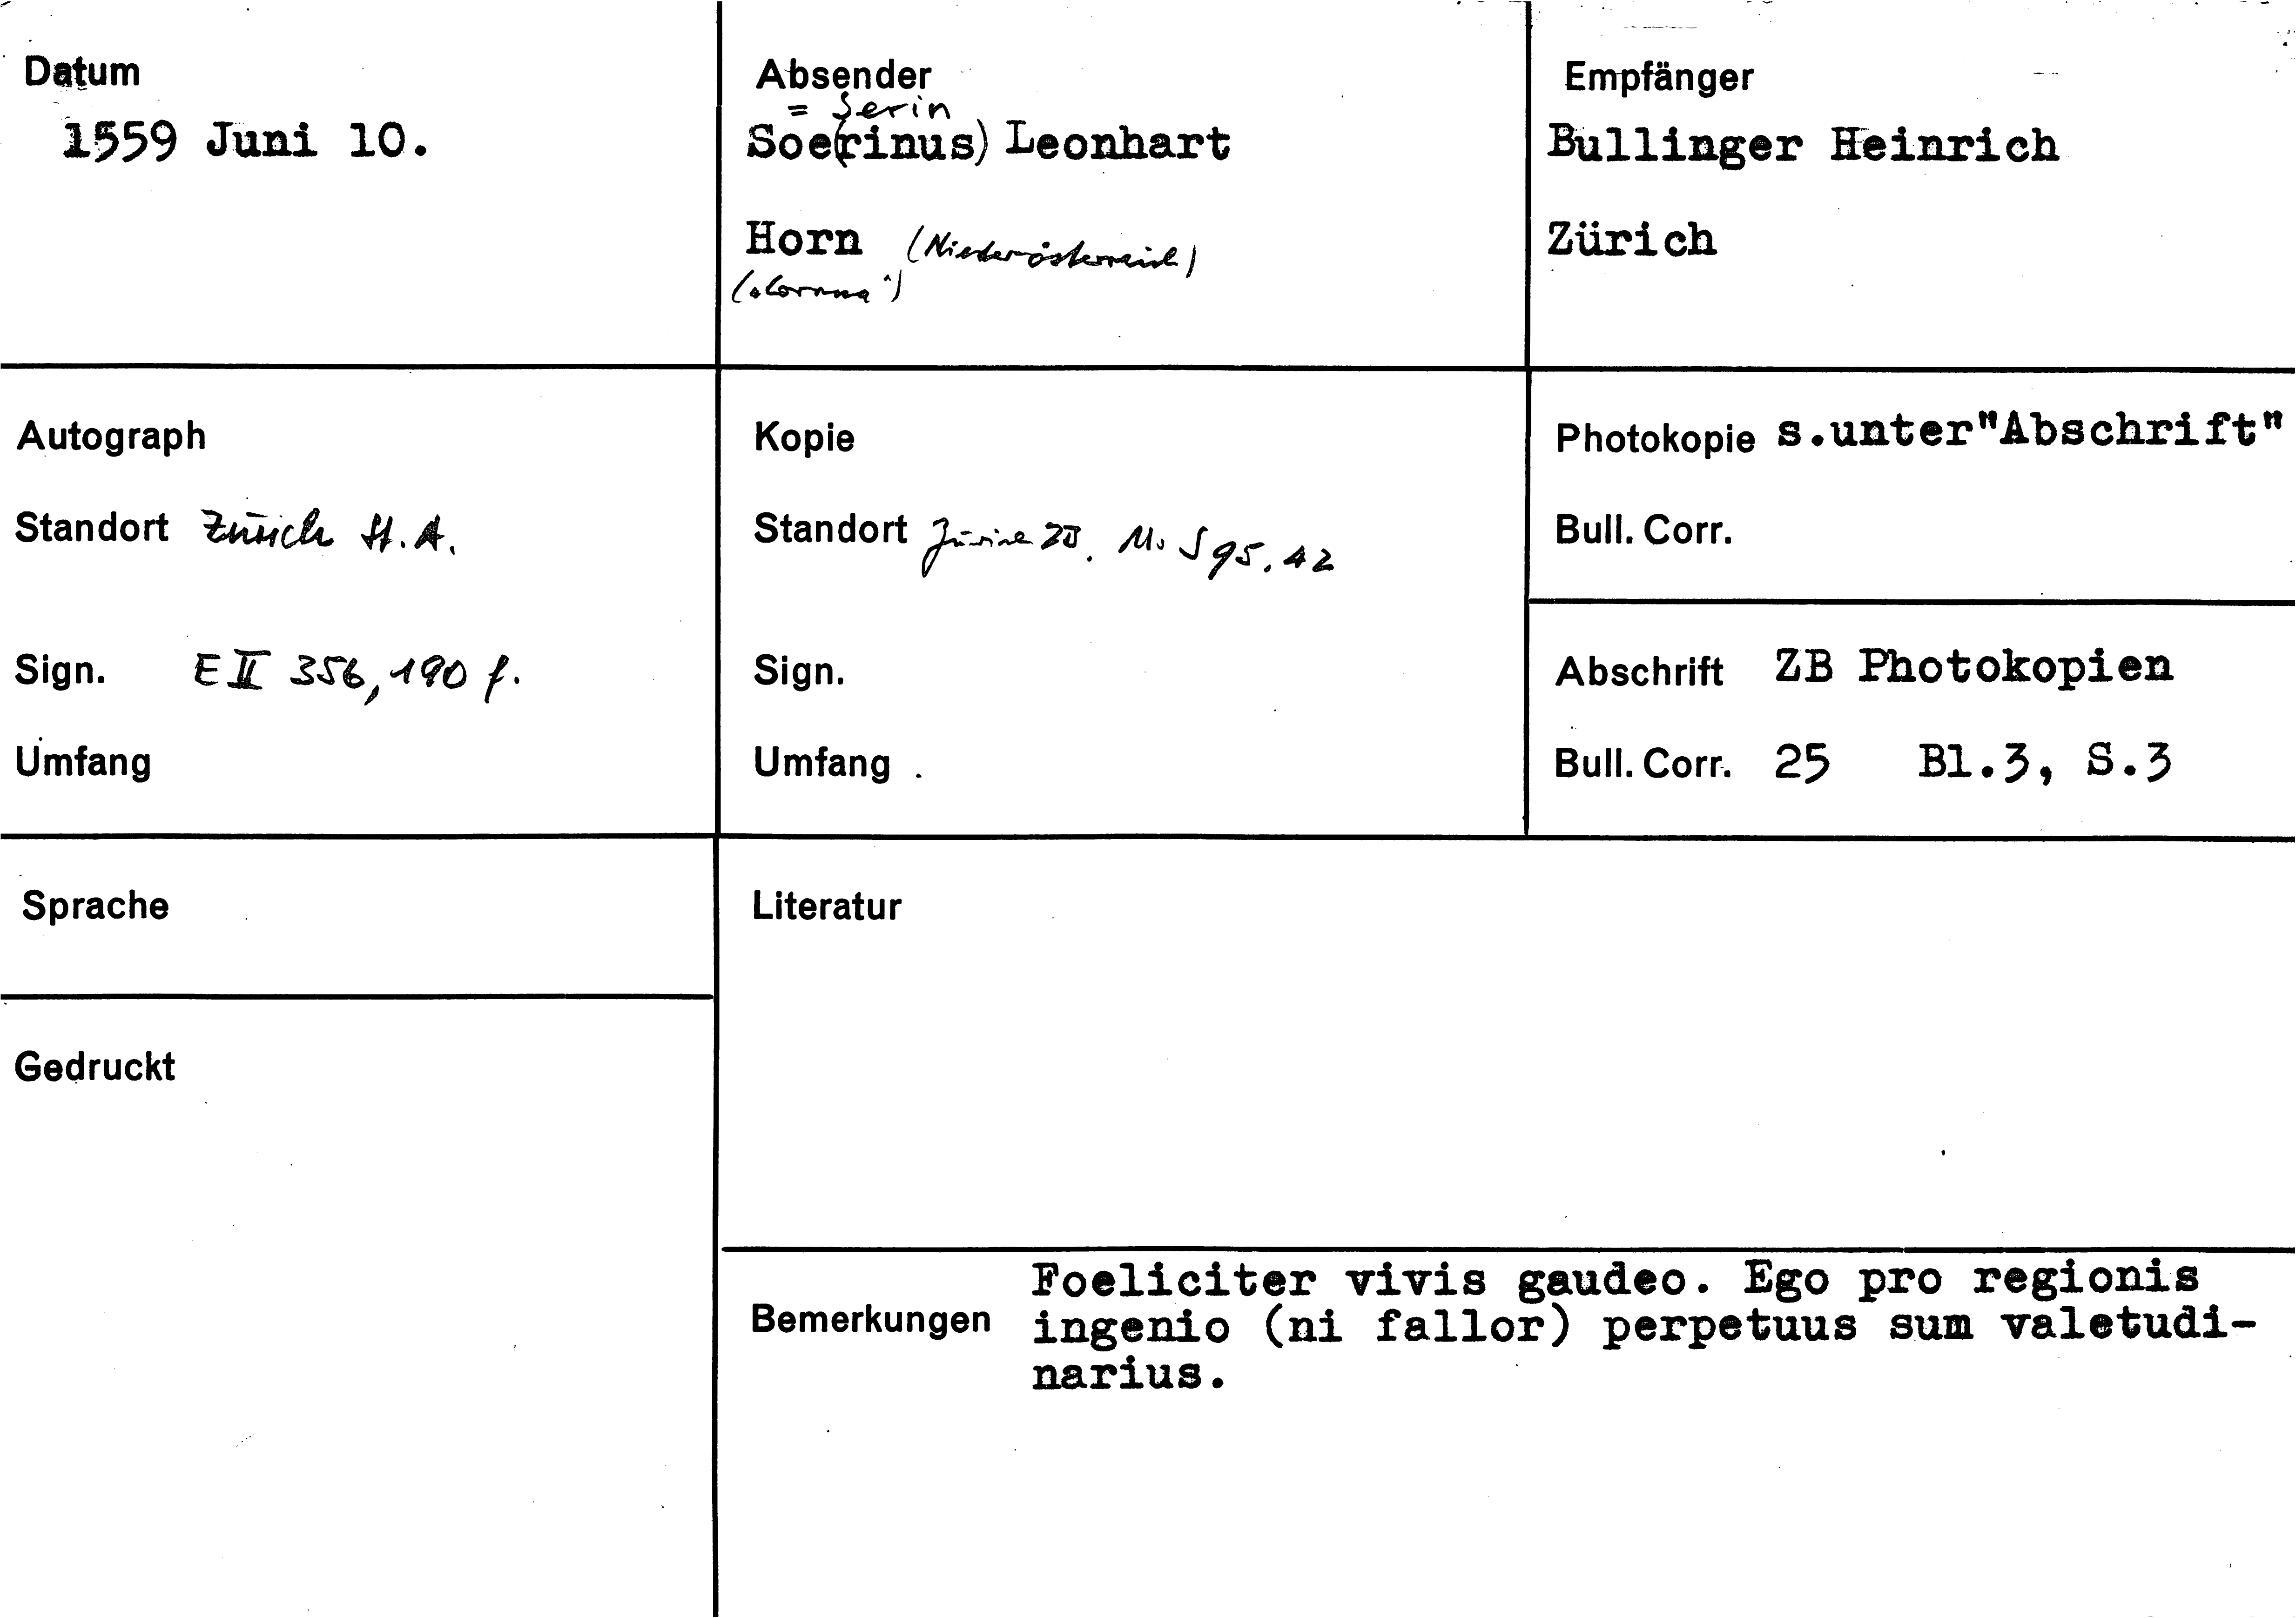 Datum
1559 Juni 10.
Absender
= Serin
Soe(rinus) Leonhart
Horn (Niederösterreich)
("Cornua")
Empfänger
Bullinger Heinrich
Zürich
Autograph
Standort Zürich St.A.
Sign. E II 356, 190 f.
Umfang
Kopie
Standort Zürich ZB. Ms S 95, 42
Sign.
Umfang
Photokopie s.unter"Abschrift"
Bull. Corr.
Abschrift ZB Photokopien
Bull. Corr. 25 Bl.3, S.3
Sprache
Gedruckt
Literatur
Bemerkungen
Foeliciter vivis gaudeo. Ego pro regionis
ingenio (ni fallor) perpetuus sum valetudi-
narius.